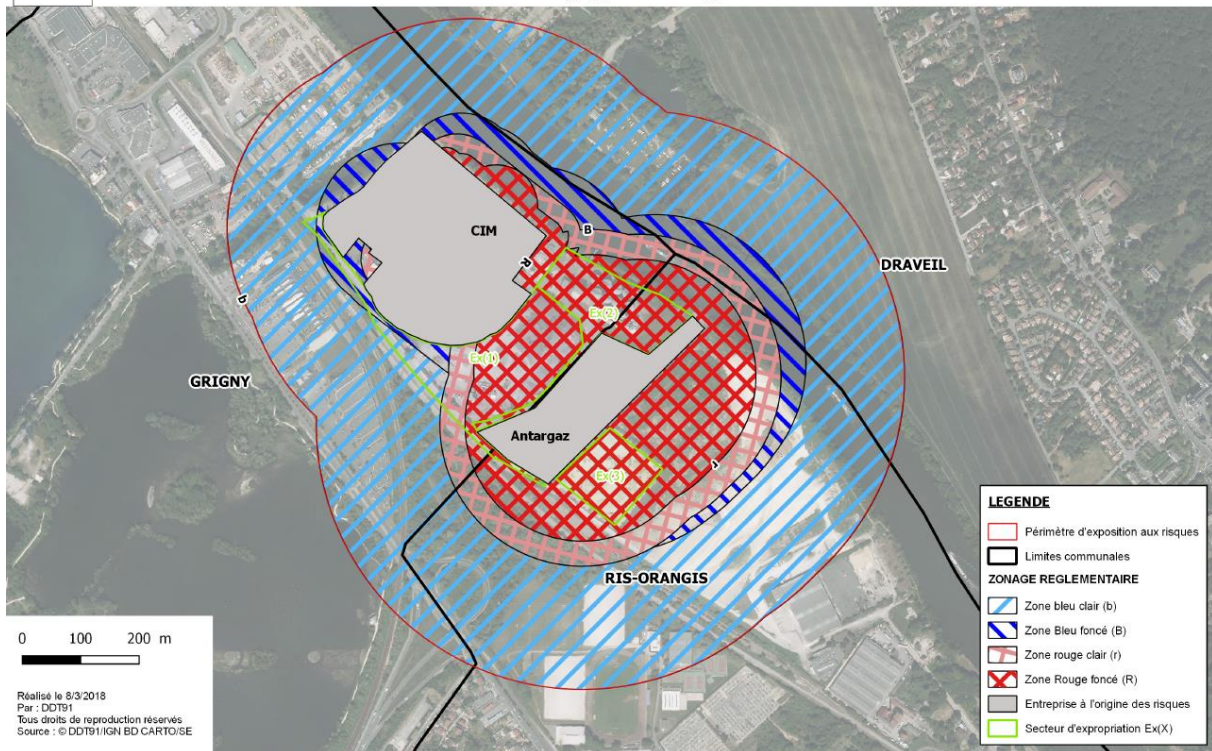 CIM
B
R
DRAVEIL
Ex(2)
b
Ex(1)
GRIGNY
Antargaz
r
Ex(3)
RIS-ORANGIS
0 100 200 m
Réalisé le 8/3/2018
Par : DDT91
Tous droits de reproduction réservés
Source : © DDT91/IGN BD CARTO/SE
LEGENDE
Périmètre d'exposition aux risques
Limites communales
ZONAGE REGLEMENTAIRE
Zone bleu clair (b)
Zone Bleu foncé (B)
Zone rouge clair (r)
Zone Rouge foncé (R)
Entreprise à l'origine des risques
Secteur d'expropriation Ex(X)